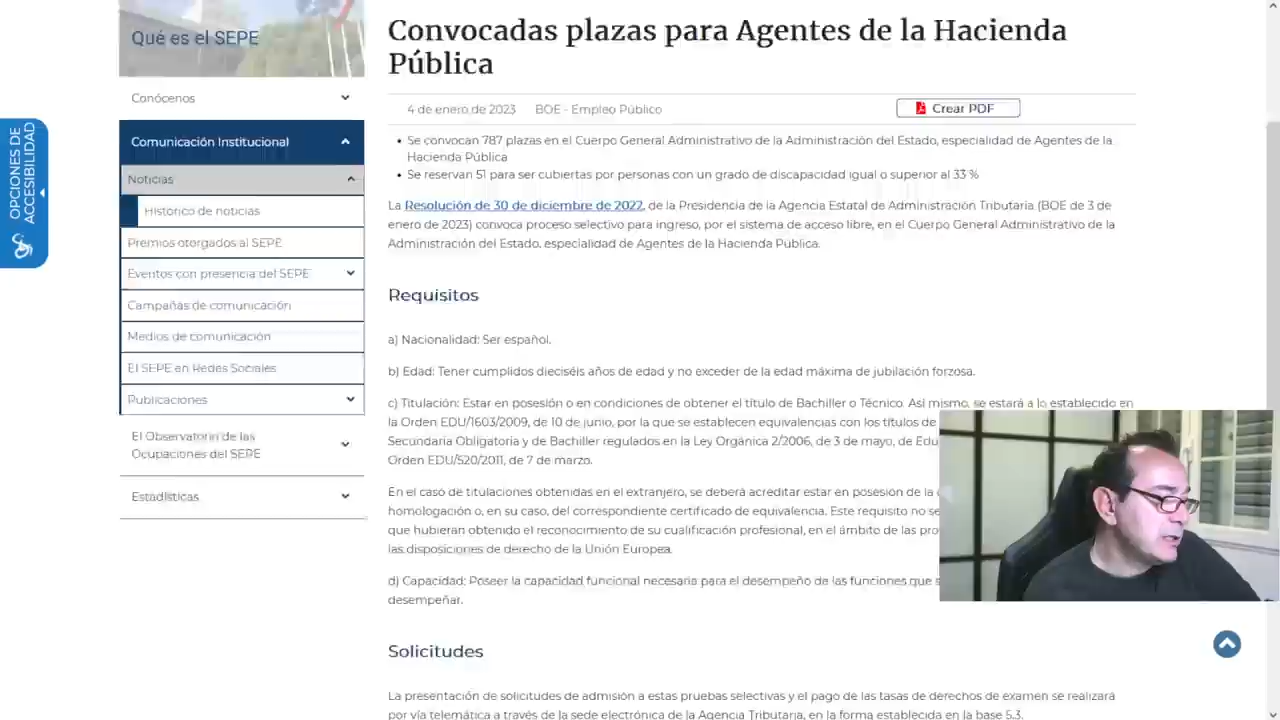 Qué es el SEPE
Conócenos
Comunicación Institucional
Noticias
Histórico de noticias
Premios otorgados al SEPE
Eventos con presencia del SEPE
Campañas de comunicación
Medios de comunicación
El SEPE en Redes Sociales
Publicaciones
El Observatorio de las
Ocupaciones del SEPE
Estadísticas
OPCIONES DE
ACCESIBILIDAD
Convocadas plazas para Agentes de la Hacienda
Pública
4 de enero de 2023 BOE - Empleo Público
Crear PDF
• Se convocan 787 plazas en el Cuerpo General Administrativo de la Administración del Estado, especialidad de Agentes de la
Hacienda Pública
• Se reservan 51 para ser cubiertas por personas con un grado de discapacidad igual o superior al 33 %
La Resolución de 30 de diciembre de 2022, de la Presidencia de la Agencia Estatal de Administración Tributaria (BOE de 3 de
enero de 2023) convoca proceso selectivo para ingreso, por el sistema de acceso libre, en el Cuerpo General Administrativo de la
Administración del Estado, especialidad de Agentes de la Hacienda Pública.
Requisitos
a) Nacionalidad: Ser español.
b) Edad: Tener cumplidos dieciséis años de edad y no exceder de la edad máxima de jubilación forzosa.
c) Titulación: Estar en posesión o en condiciones de obtener el título de Bachiller o Técnico. Así mismo, se estará a lo establecido en
la Orden EDU/1603/2009, de 10 de junio, por la que se establecen equivalencias con los títulos de
Secundaria Obligatoria y de Bachiller regulados en la Ley Orgánica 2/2006, de 3 de mayo, de Edu
Orden EDU/520/2011, de 7 de marzo.
En el caso de titulaciones obtenidas en el extranjero, se deberá acreditar estar en posesión de la
homologación o, en su caso, del correspondiente certificado de equivalencia. Este requisito no se
que hubieran obtenido el reconocimiento de su cualificación profesional, en el ámbito de las pro
las disposiciones de derecho de la Unión Europea.
d) Capacidad: Poseer la capacidad funcional necesaria para el desempeño de las funciones que s
desempeñar.
Solicitudes
La presentación de solicitudes de admisión a estas pruebas selectivas y el pago de las tasas de derechos de examen se realizará
por vía telemática a través de la sede electrónica de la Agencia Tributaria, en la forma establecida en la base 5.3.